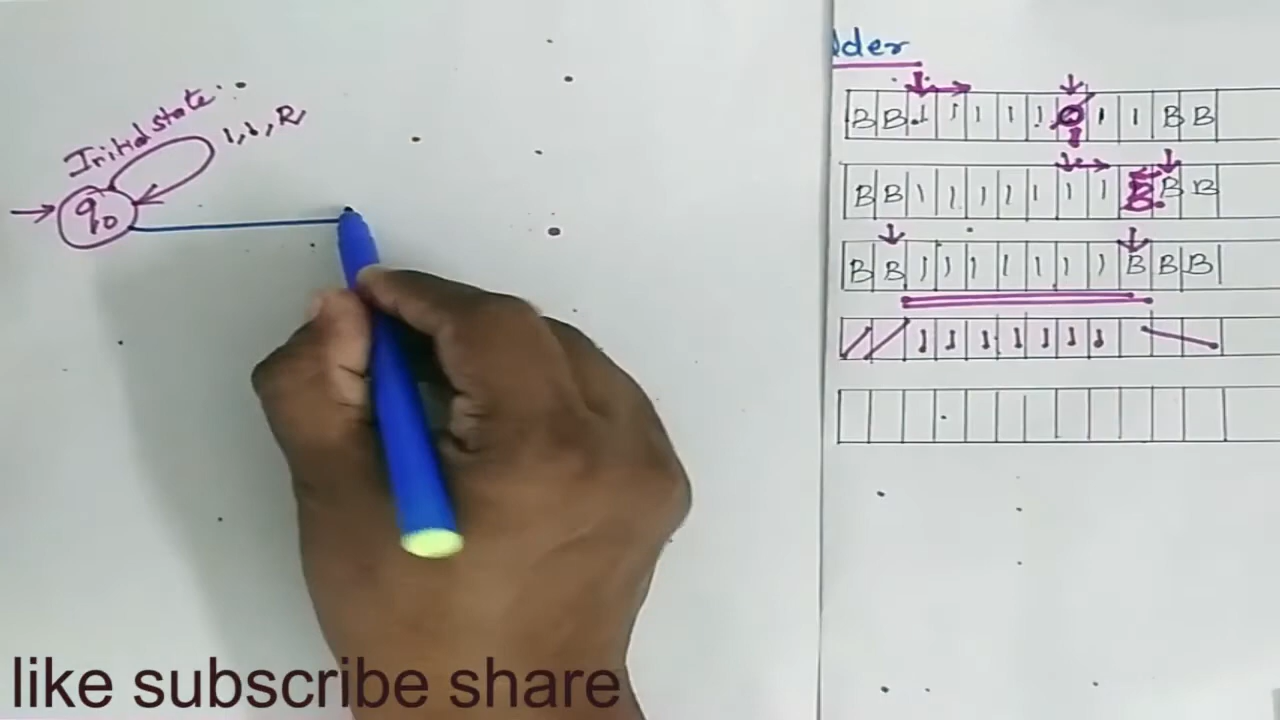 Initial state
1, 1, R
q0
dder
B B 1 1 1 1 1 0 1 1 B B
B B 1 1 1 1 1 1 1 B B B
B B 1 1 1 1 1 1 1 B B B
1 1 1 1 1 1 1
like subscribe share